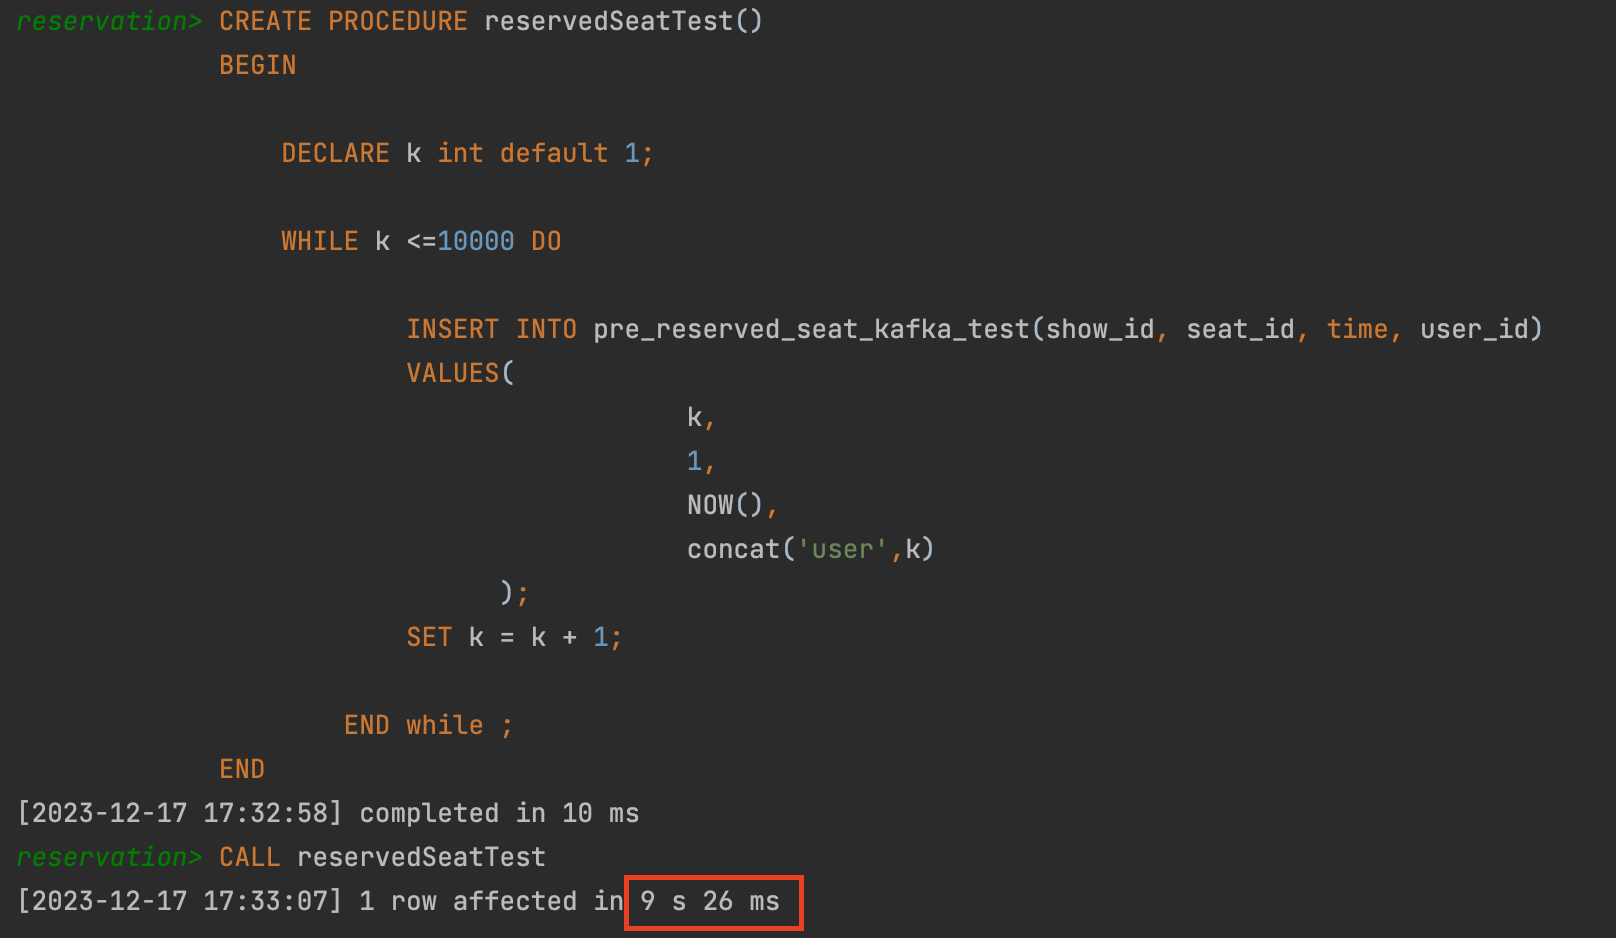 reservation> CREATE PROCEDURE reservedSeatTest()
BEGIN
DECLARE k int default 1;
WHILE k <=10000 DO
INSERT INTO pre_reserved_seat_kafka_test(show_id, seat_id, time, user_id)
VALUES(
k,
1,
NOW(),
concat('user',k)
);
SET k = k + 1;
END while ;
END
[2023-12-17 17:32:58] completed in 10 ms
reservation> CALL reservedSeatTest
[2023-12-17 17:33:07] 1 row affected in 9 s 26 ms